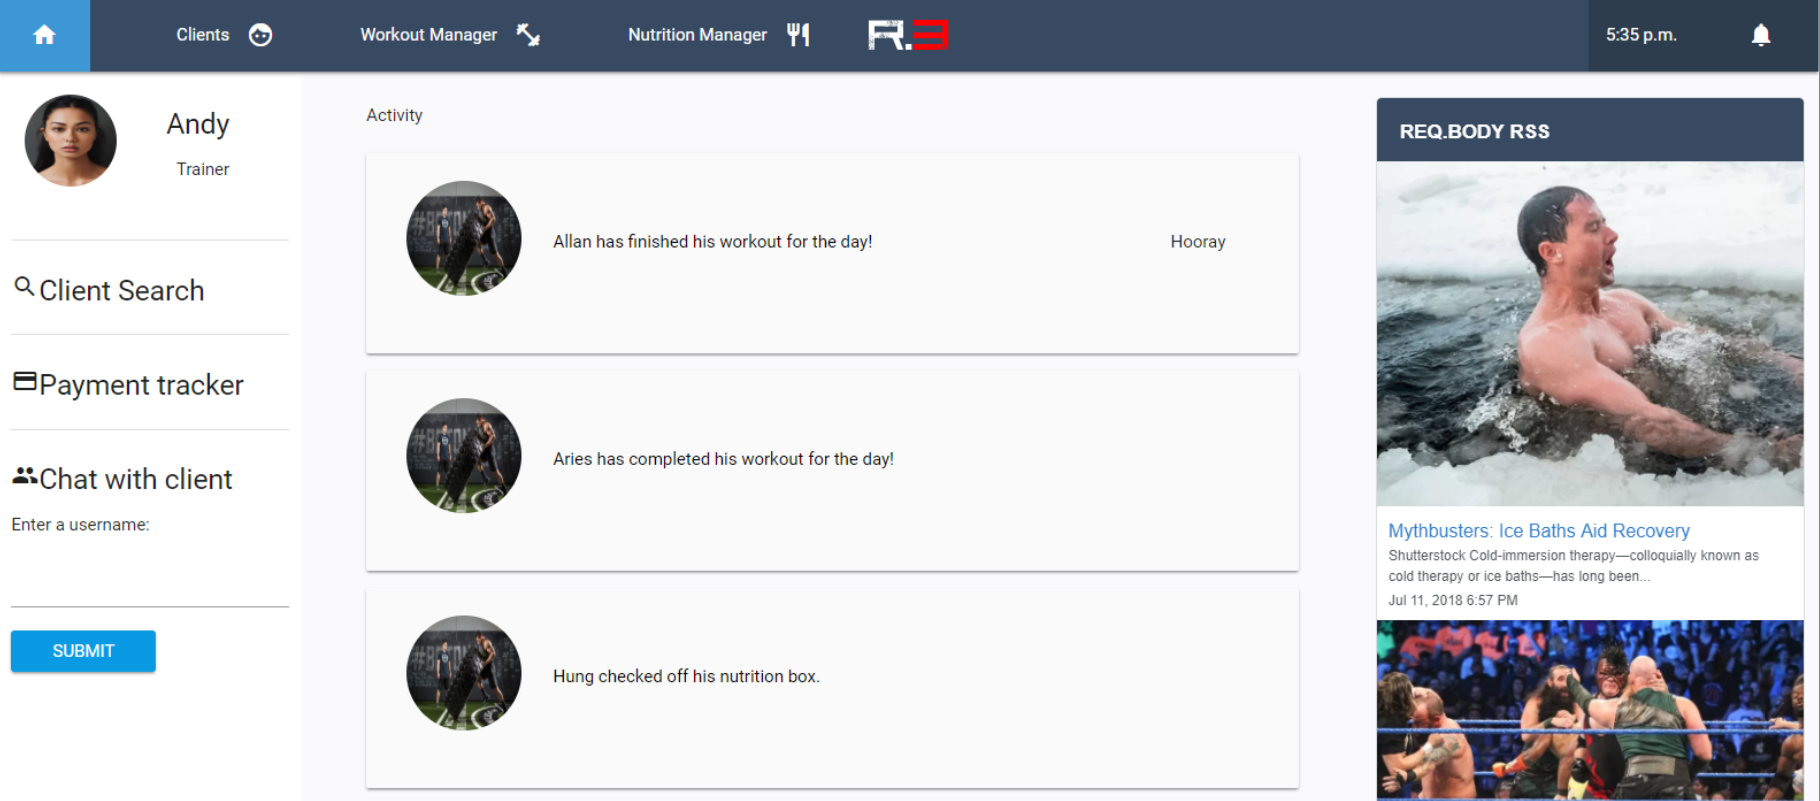 Clients
Workout Manager
Nutrition Manager
R.3
5:35 p.m.
Andy
Trainer
Client Search
Payment tracker
Chat with client
Enter a username:
SUBMIT
Activity
Allan has finished his workout for the day!
Hooray
Aries has completed his workout for the day!
Hung checked off his nutrition box.
REQ.BODY RSS
Mythbusters: Ice Baths Aid Recovery
Shutterstock Cold-immersion therapy—colloquially known as
cold therapy or ice baths—has long been...
Jul 11, 2018 6:57 PM